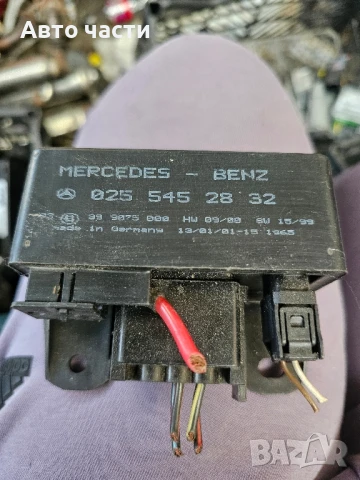 Авто части
MERCEDES - BENZ
025 545 28 32
99 9075 000 HW 09/00 SW 15/99
Made in Germany 13/01/01-15 1965
BAZAR